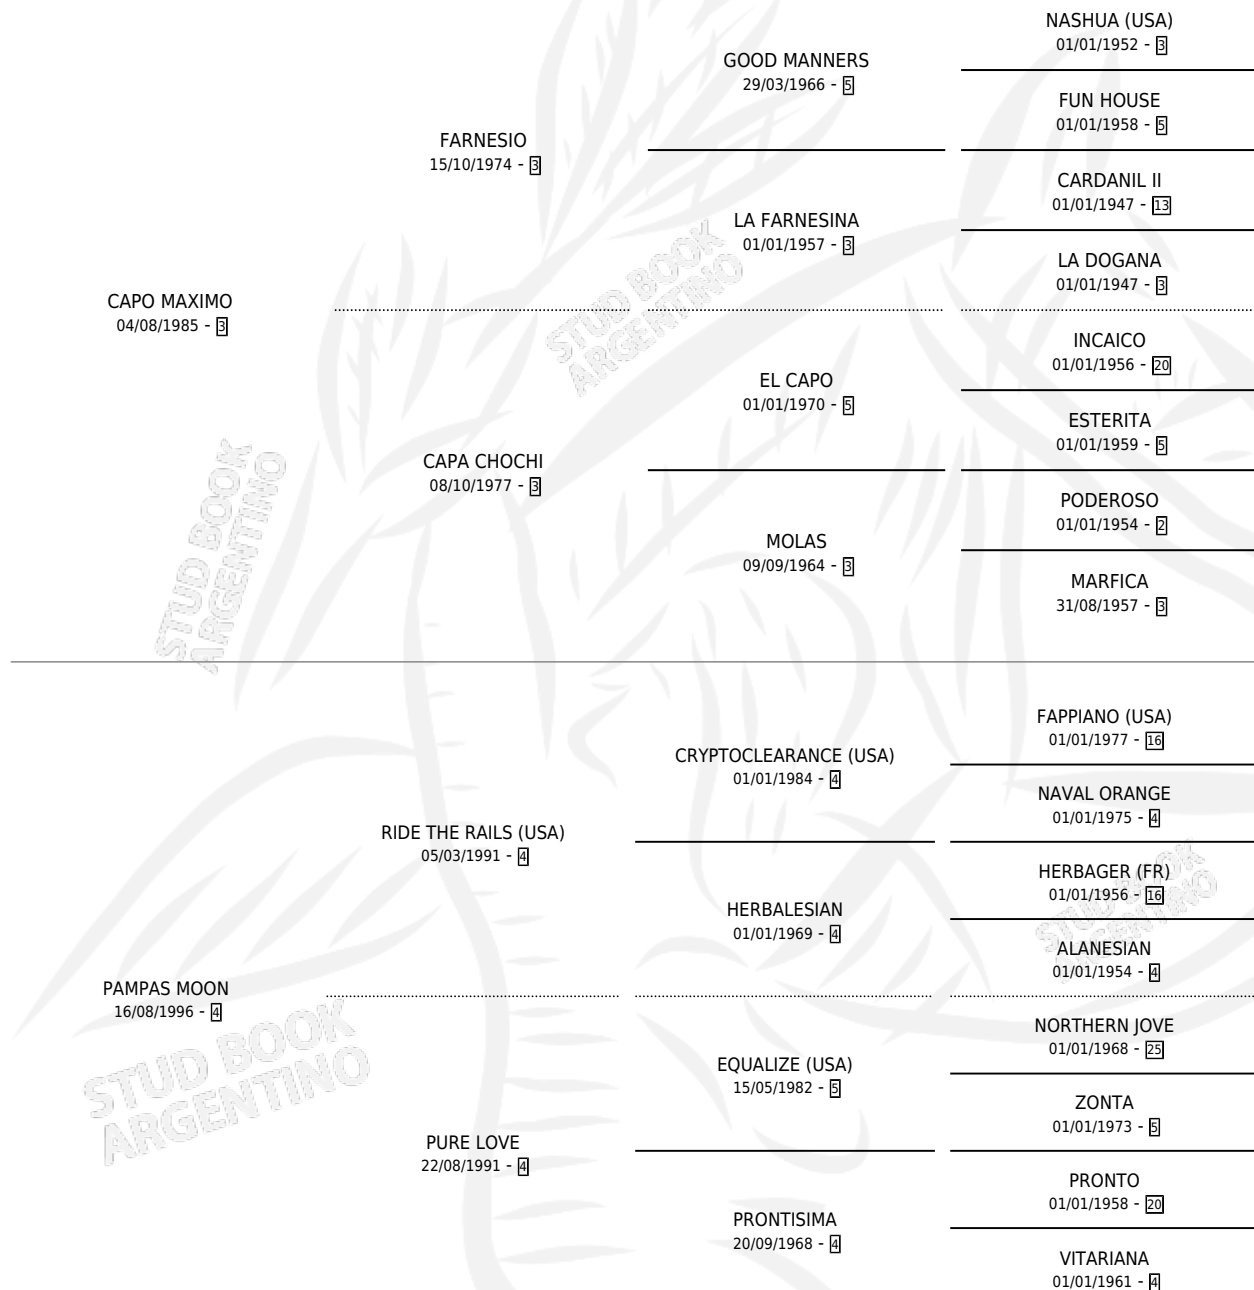 NASHUA (USA)
01/01/1952 - 3
GOOD MANNERS
29/03/1966 - 5
FUN HOUSE
01/01/1958 - 5
FARNESIO
15/10/1974 - 3
CARDANIL II
01/01/1947 - 13
LA FARNESINA
01/01/1957 - 3
LA DOGANA
01/01/1947 - 3
CAPO MAXIMO
04/08/1985 - 3
INCAICO
01/01/1956 - 20
EL CAPO
01/01/1970 - 5
ESTERITA
01/01/1959 - 5
CAPA CHOCHI
08/10/1977 - 3
PODEROSO
01/01/1954 - 2
MOLAS
09/09/1964 - 3
MARFICA
31/08/1957 - 3
FAPPIANO (USA)
01/01/1977 - 16
CRYPTOCLEARANCE (USA)
01/01/1984 - 4
NAVAL ORANGE
01/01/1975 - 4
RIDE THE RAILS (USA)
05/03/1991 - 4
HERBAGER (FR)
01/01/1956 - 16
HERBALESIAN
01/01/1969 - 4
ALANESIAN
01/01/1954 - 4
PAMPAS MOON
16/08/1996 - 4
NORTHERN JOVE
01/01/1968 - 25
EQUALIZE (USA)
15/05/1982 - 5
ZONTA
01/01/1973 - 5
PURE LOVE
22/08/1991 - 4
PRONTO
01/01/1958 - 20
PRONTISIMA
20/09/1968 - 4
VITARIANA
01/01/1961 - 4
STUD BOOK
ARGENTINO
STUD BOOK
ARGENTINO
STUD BOOK
ARGENTINO
STUD BOOK
ARGENTINO